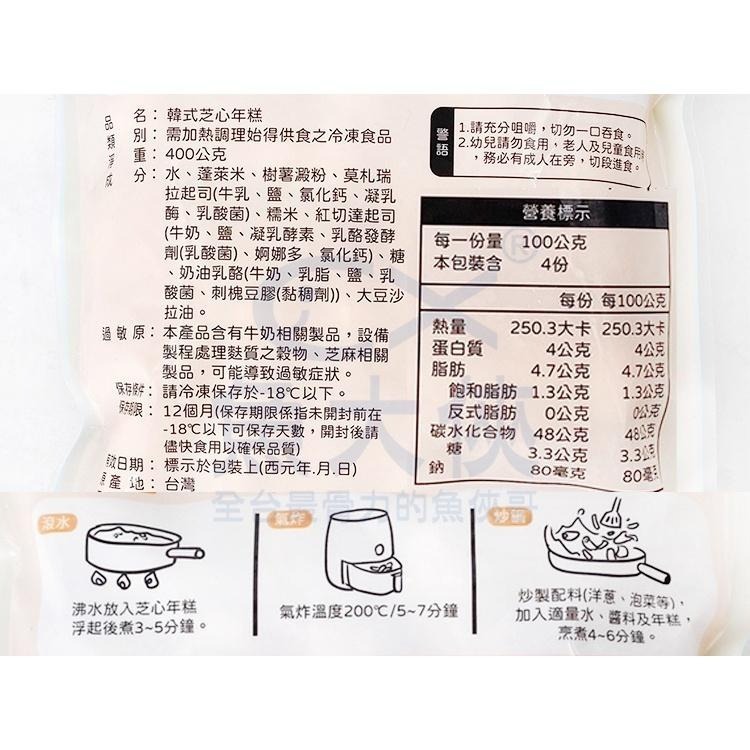 品 名：韓式芝心年糕
類 別：需加熱調理始得供食之冷凍食品
淨 重：400公克
成 分：水、蓬萊米、樹薯澱粉、莫札瑞
拉起司(牛乳、鹽、氯化鈣、凝乳
酶、乳酸菌)、糯米、紅切達起司
(牛奶、鹽、凝乳酵素、乳酪發酵
劑(乳酸菌)、婀娜多、氯化鈣)、糖
、奶油乳酪(牛奶、乳脂、鹽、乳
酸菌、刺槐豆膠(黏稠劑))、大豆沙
拉油。
過敏原：本產品含有牛奶相關製品，設備
製程處理麩質之穀物、芝麻相關
製品，可能導致過敏症狀。
保存條件：請冷凍保存於-18℃以下。
保存期限：12個月(保存期限係指未開封前在
-18℃以下可保存天數，開封後請
儘快食用以確保品質)
有效日期：標示於包裝上(西元年.月.日)
原產地：台灣
警語
1.請充分咀嚼，切勿一口吞食。
2.幼兒請勿食用，老人及兒童食用時
，務必有成人在旁，切段進食。
營養標示
每一份量 100公克
本包裝含 4份
每份 每100公克
熱量 250.3大卡 250.3大卡
蛋白質 4公克 4公克
脂肪 4.7公克 4.7公克
飽和脂肪 1.3公克 1.3公克
反式脂肪 0公克 0公克
碳水化合物 48公克 48公克
糖 3.3公克 3.3公克
鈉 80毫克 80毫克
®
大俠
全台最骨力的魚俠哥
滾水
沸水放入芝心年糕
浮起後煮3~5分鐘。
氣炸
氣炸溫度200℃/5~7分鐘
炒鍋
炒製配料(洋蔥、泡菜等)，
加入適量水、醬料及年糕，
烹煮4~6分鐘。